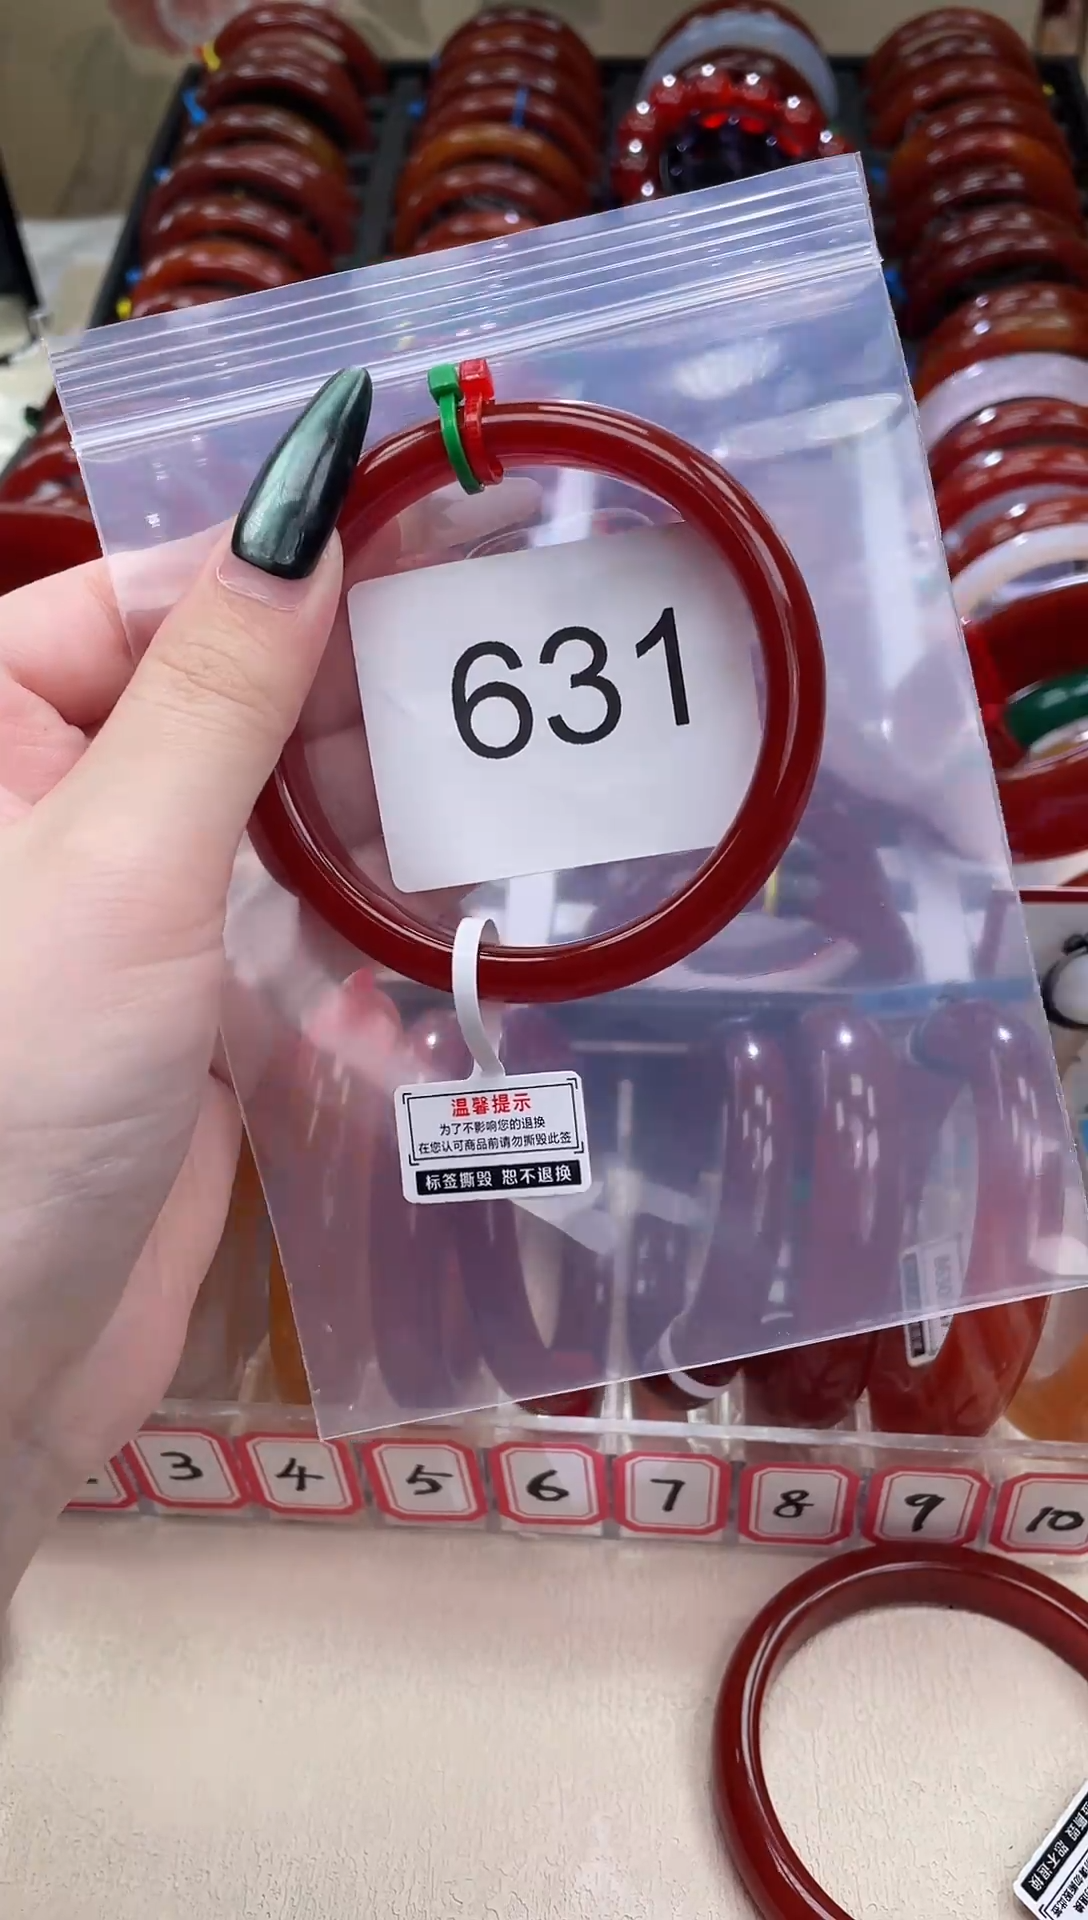 631
温馨提示
为了不影响您的退换
在您认可商品前请勿撕毁此签
标签撕毁 恕不退换
3 4 5 6 7 8 9 10